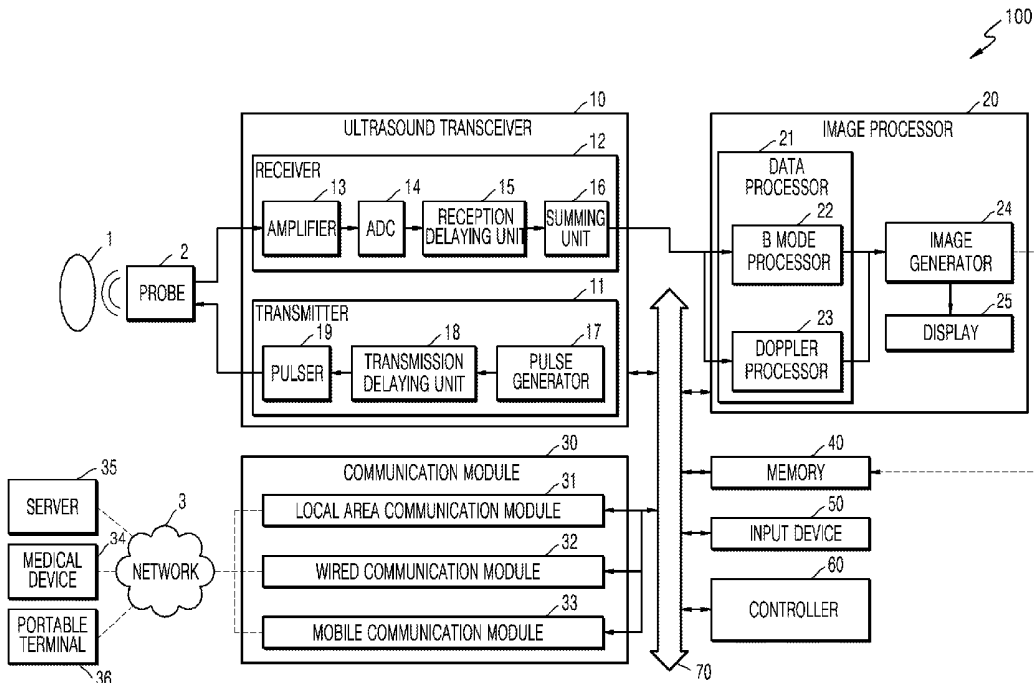 100
10
ULTRASOUND TRANSCEIVER
12
RECEIVER
13
AMPLIFIER
14
ADC
15
RECEPTION
DELAYING UNIT
16
SUMMING
UNIT
1
2
PROBE
11
TRANSMITTER
19
PULSER
18
TRANSMISSION
DELAYING UNIT
17
PULSE
GENERATOR
20
IMAGE PROCESSOR
21
DATA
PROCESSOR
22
B MODE
PROCESSOR
23
DOPPLER
PROCESSOR
24
IMAGE
GENERATOR
25
DISPLAY
30
COMMUNICATION MODULE
31
LOCAL AREA COMMUNICATION MODULE
32
WIRED COMMUNICATION MODULE
33
MOBILE COMMUNICATION MODULE
35
SERVER
34
MEDICAL
DEVICE
PORTABLE
TERMINAL
36
3
NETWORK
40
MEMORY
50
INPUT DEVICE
60
CONTROLLER
70